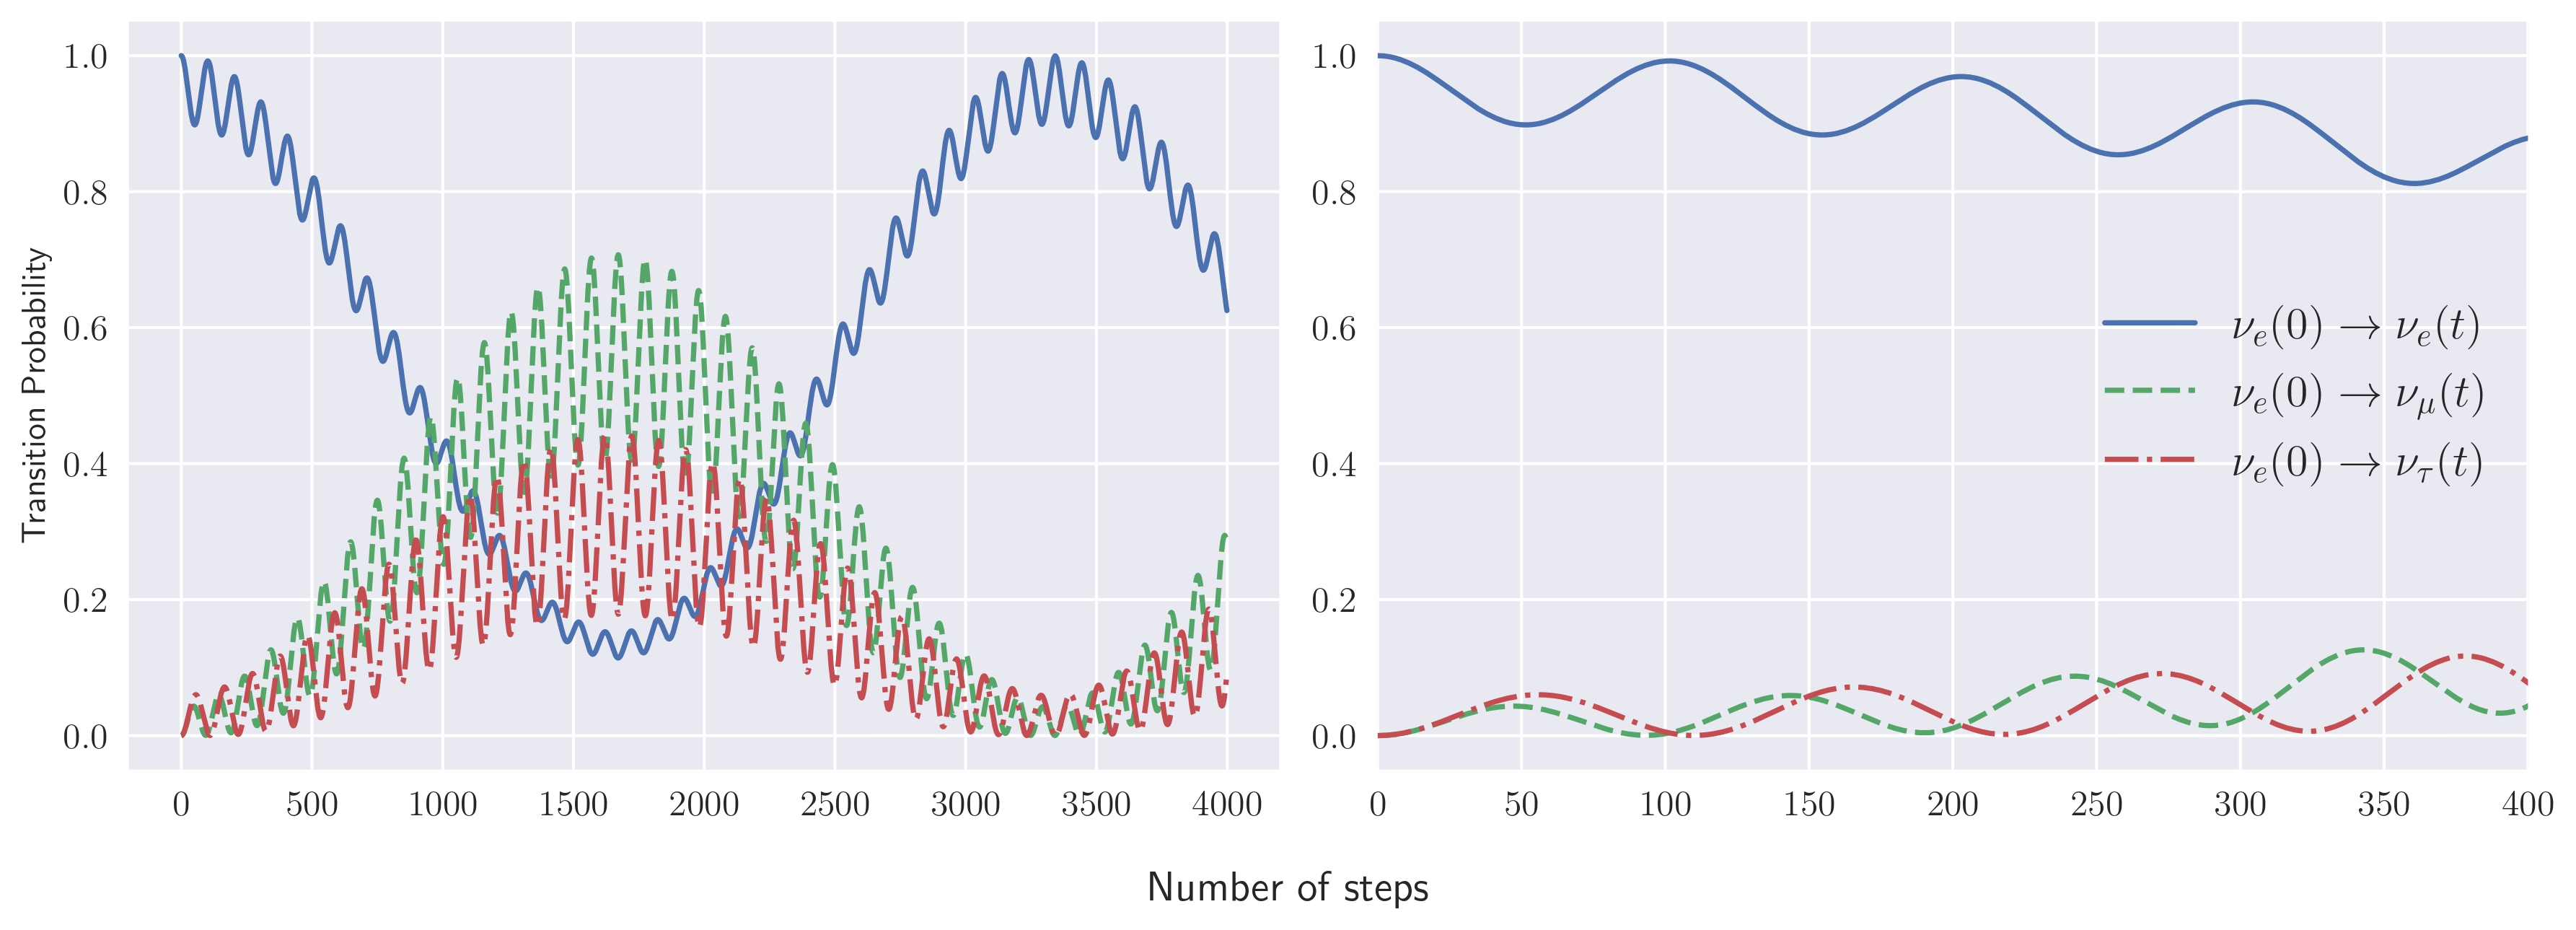 Transition Probability
1.0
0.8
0.6
0.4
0.2
0.0
0 500 1000 1500 2000 2500 3000 3500 4000
1.0
0.8
0.6
0.4
0.2
0.0
0 50 100 150 200 250 300 350 400
νe(0) → νe(t)
νe(0) → νμ(t)
νe(0) → ντ(t)
Number of steps